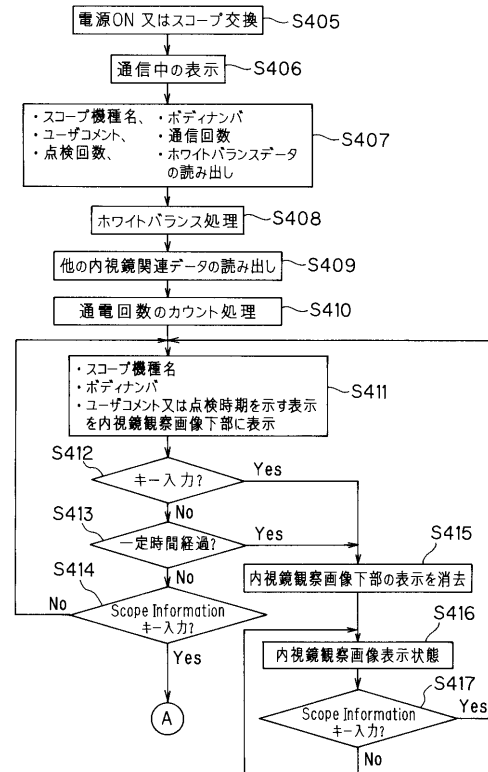 電源ON 又はスコープ交換
S405
通信中の表示
S406
・スコープ機種名、・ボディナンバ
・ユーザコメント、・通信回数
・点検回数、・ホワイトバランスデータ
の読み出し
S407
ホワイトバランス処理
S408
他の内視鏡関連データの読み出し
S409
通電回数のカウント処理
S410
・スコープ機種名
・ボディナンバ
・ユーザコメント又は点検時期を示す表示
を内視鏡観察画像下部に表示
S411
S412
キー入力?
Yes
No
S413
一定時間経過?
Yes
No
S414
Scope Information
キー入力?
No
Yes
A
S415
内視鏡観察画像下部の表示を消去
S416
内視鏡観察画像表示状態
S417
Scope Information
キー入力?
Yes
No